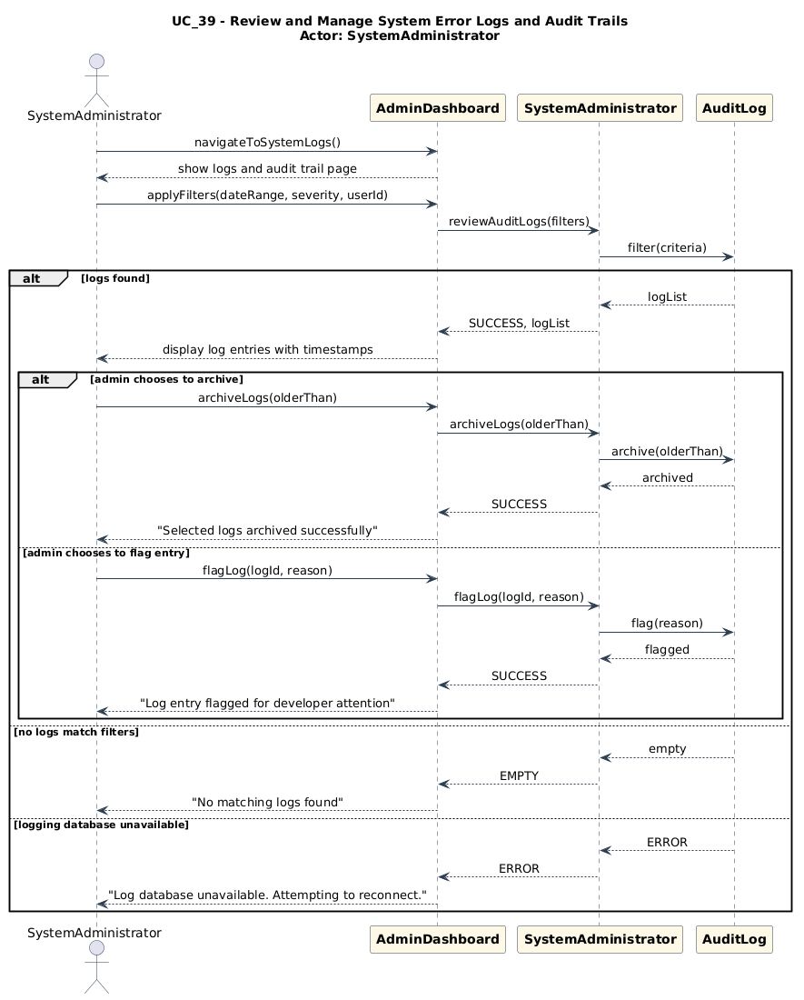 UC_39 - Review and Manage System Error Logs and Audit Trails
Actor: SystemAdministrator
SystemAdministrator
AdminDashboard
SystemAdministrator
AuditLog
navigateToSystemLogs()
show logs and audit trail page
applyFilters(dateRange, severity, userId)
reviewAuditLogs(filters)
filter(criteria)
alt [logs found]
logList
SUCCESS, logList
display log entries with timestamps
alt [admin chooses to archive]
archiveLogs(olderThan)
archiveLogs(olderThan)
archive(olderThan)
archived
SUCCESS
"Selected logs archived successfully"
[admin chooses to flag entry]
flagLog(logId, reason)
flagLog(logId, reason)
flag(reason)
flagged
SUCCESS
"Log entry flagged for developer attention"
[no logs match filters]
empty
EMPTY
"No matching logs found"
[logging database unavailable]
ERROR
ERROR
"Log database unavailable. Attempting to reconnect."
SystemAdministrator
AdminDashboard
SystemAdministrator
AuditLog